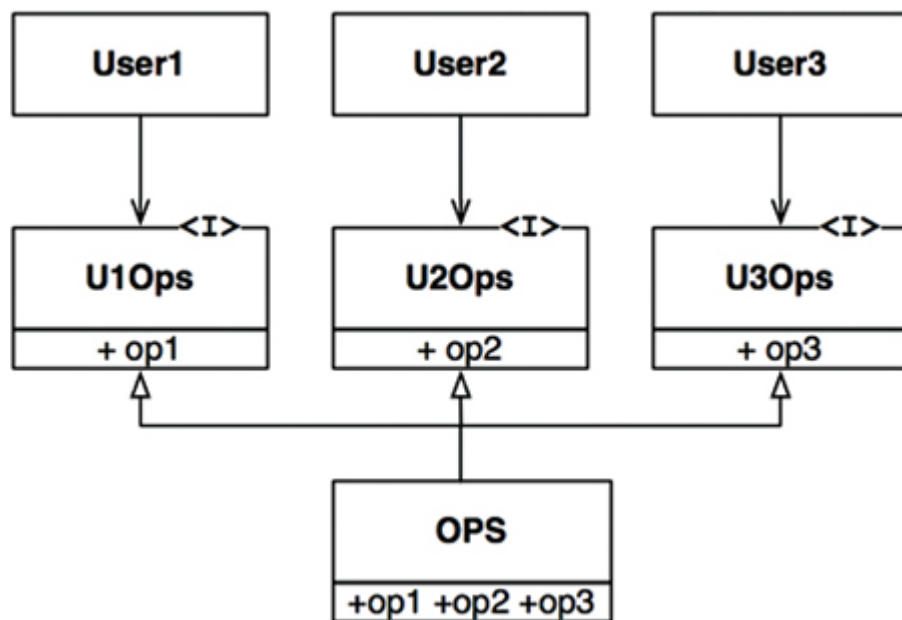 User1 User2 User3
<I> <I> <I>
U1Ops U2Ops U3Ops
+ op1 + op2 + op3
OPS
+op1 +op2 +op3